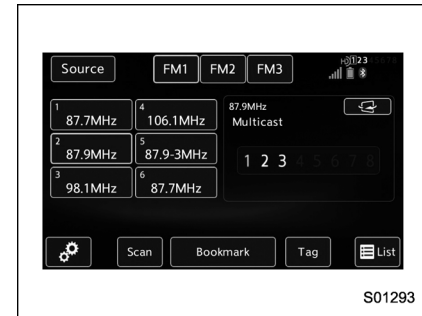 Source FM1 FM2 FM3 123
1 87.7MHz
2 87.9MHz
3 98.1MHz
4 106.1MHz
5 87.9-3MHz
6 87.7MHz
87.9MHz
Multicast
1 2 3 4 5 6 7 8
Scan Bookmark Tag List
S01293